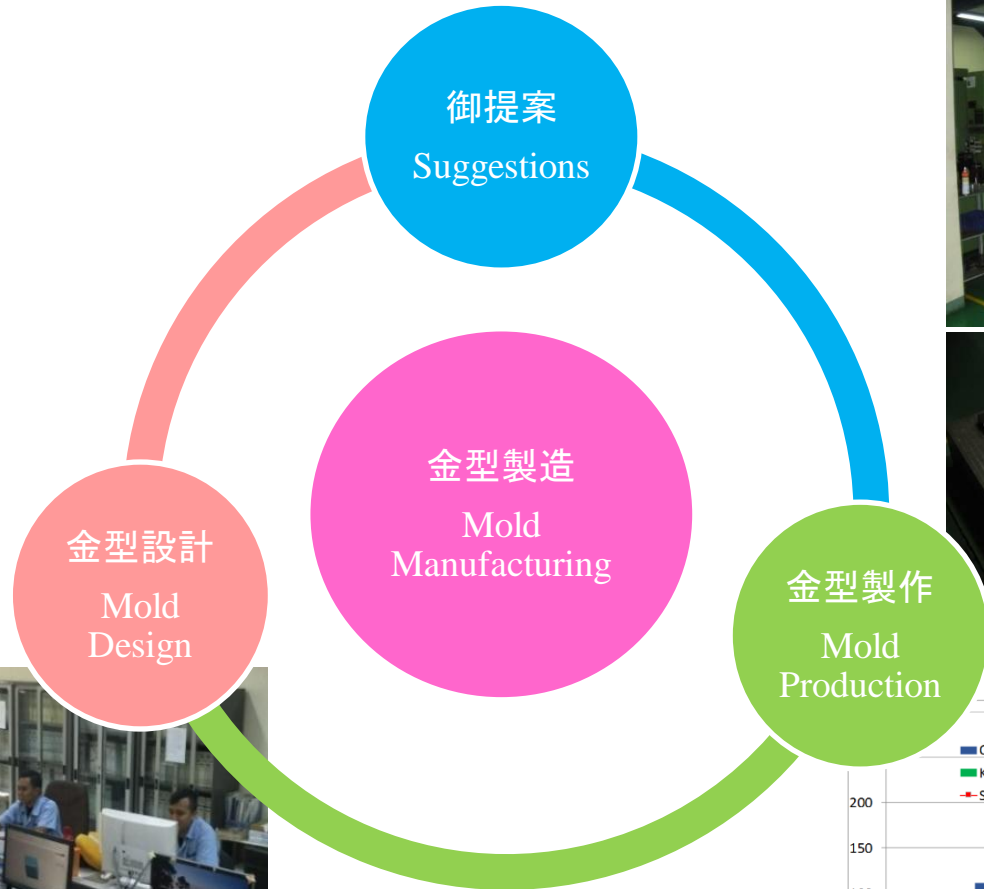 御提案
Suggestions
金型製造
Mold
Manufacturing
金型設計
Mold
Design
金型製作
Mold
Production
200
150